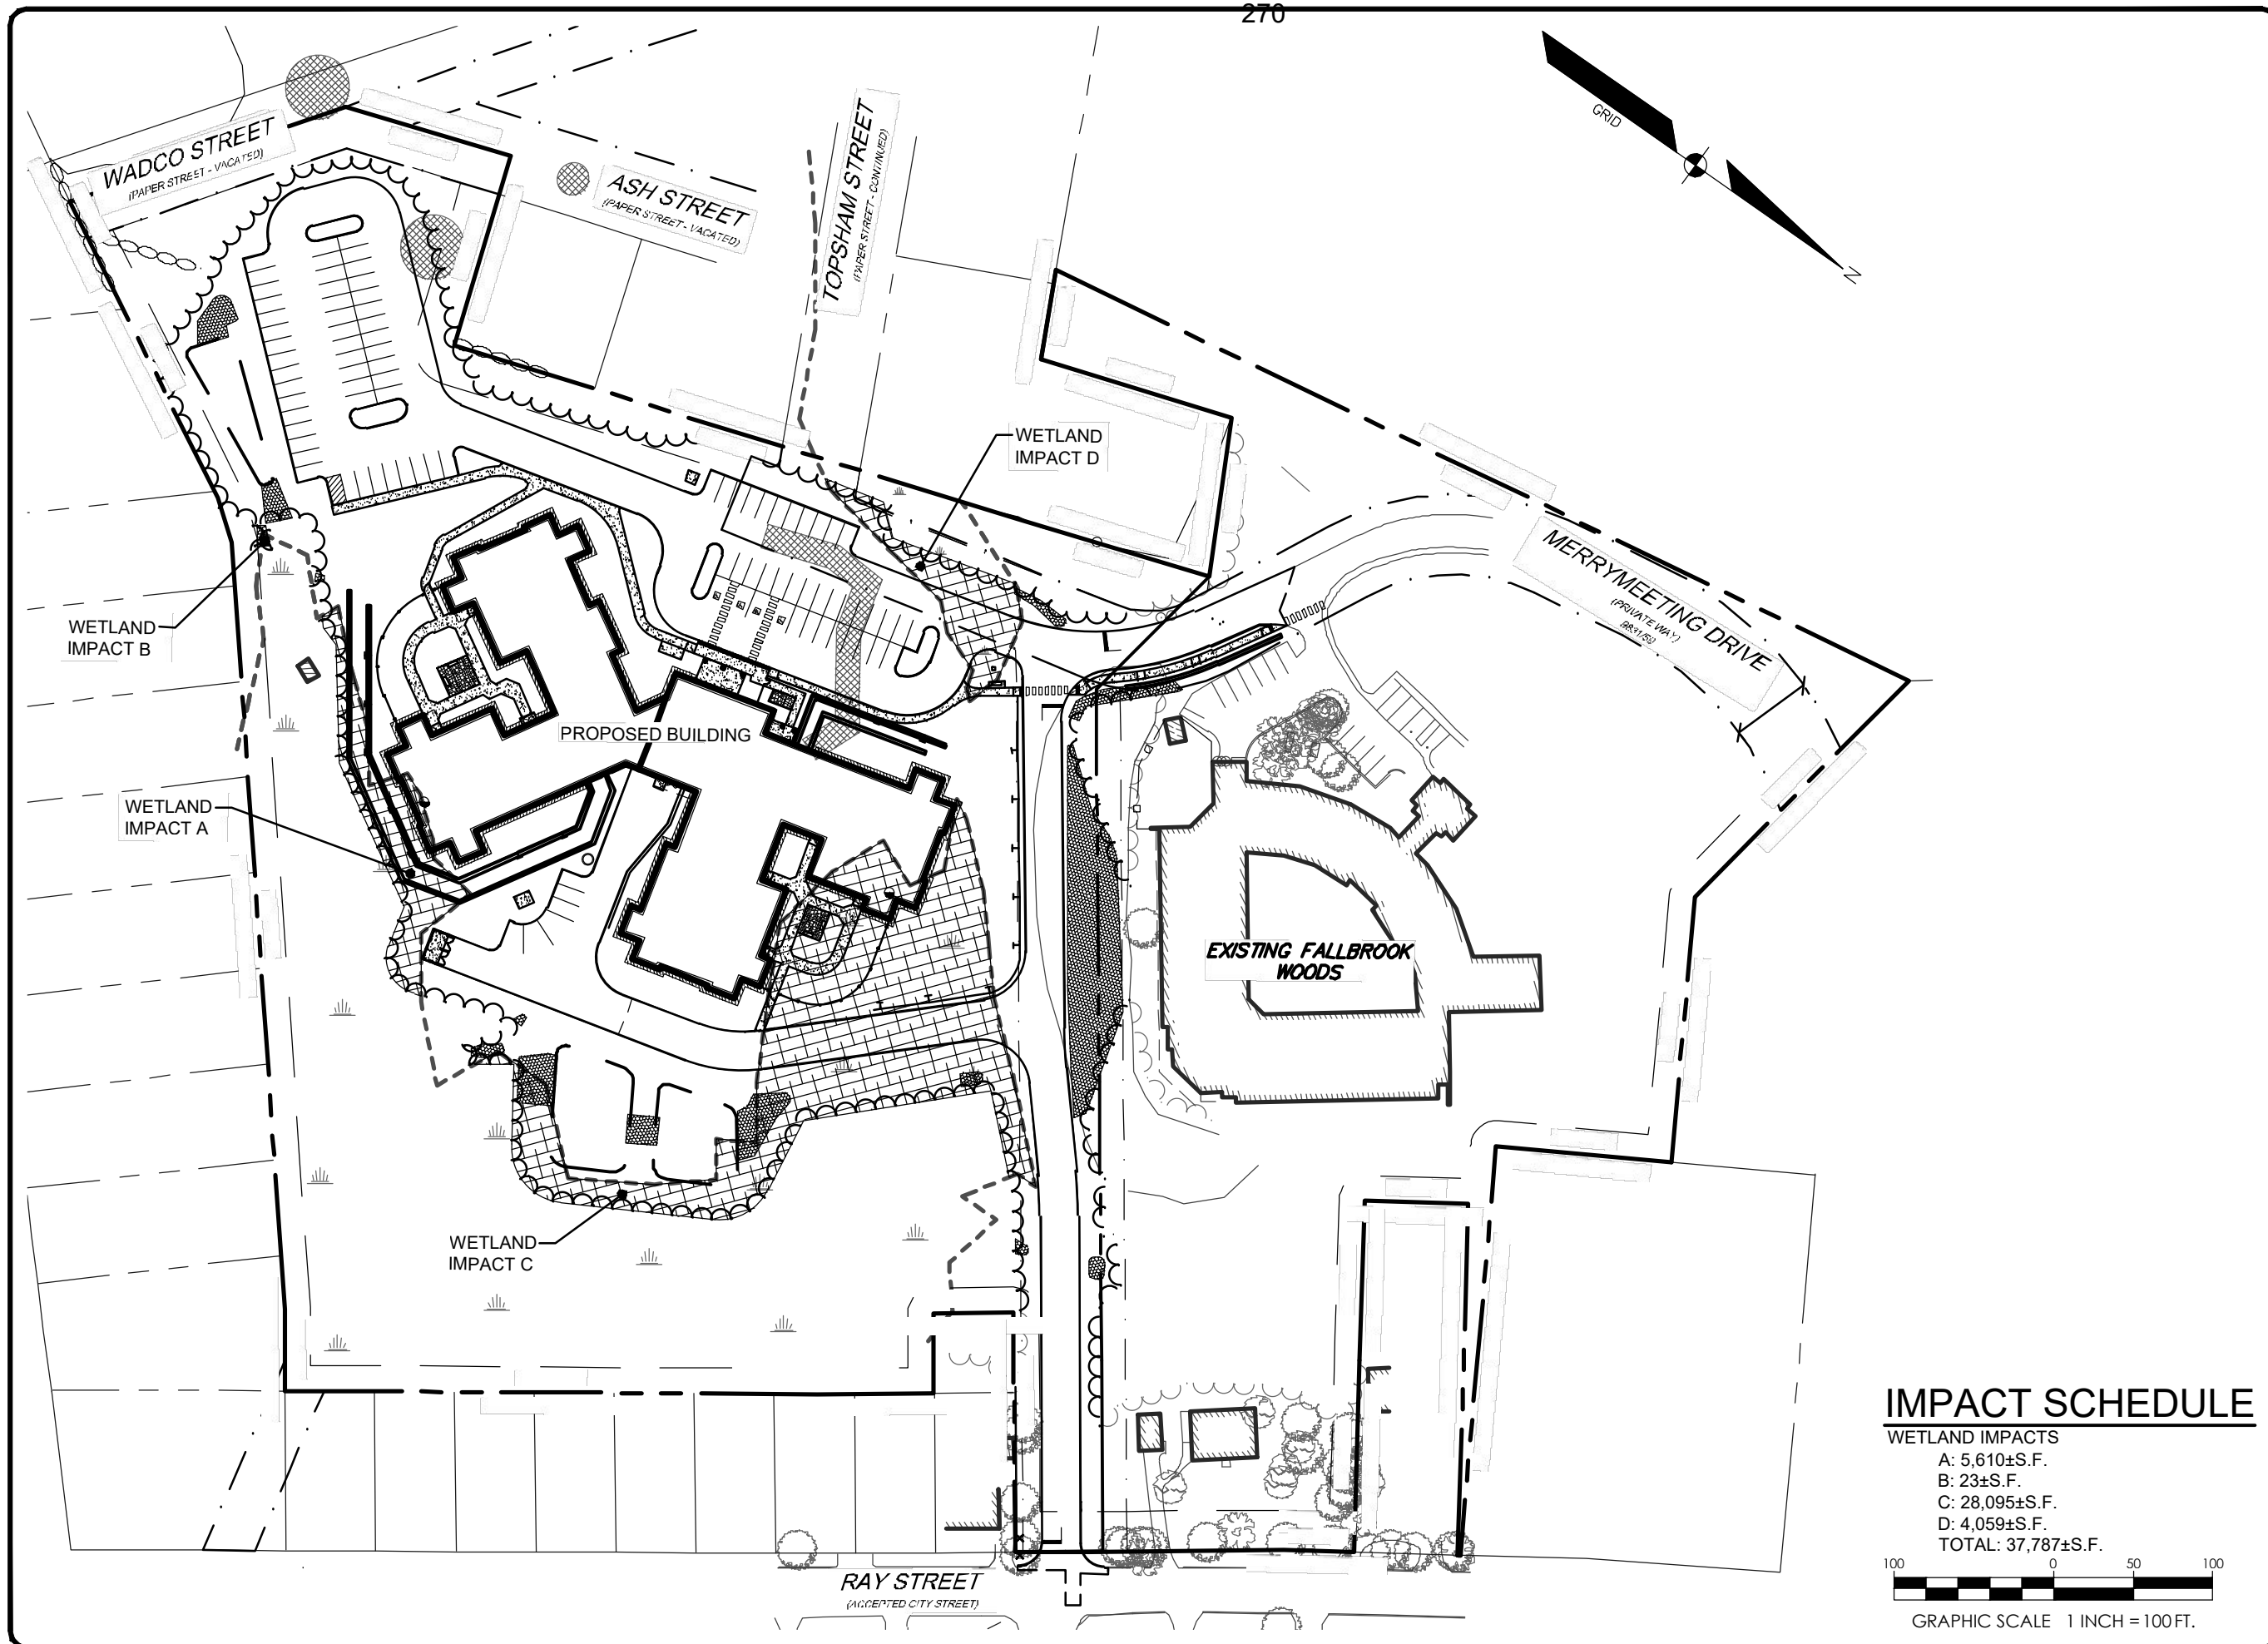 270
GRID
N
WADCO STREET
(PAPER STREET - VACATED)
ASH STREET
(PAPER STREET - VACATED)
TOPSHAM STREET
(PAPER STREET - CONTINUED)
WETLAND
IMPACT D
MERRYMEETING DRIVE
(PRIVATE WAY)
WETLAND
IMPACT B
PROPOSED BUILDING
WETLAND
IMPACT A
EXISTING FALLBROOK
WOODS
WETLAND
IMPACT C
RAY STREET
(ACCEPTED CITY STREET)
IMPACT SCHEDULE
WETLAND IMPACTS
A: 5,610±S.F.
B: 23±S.F.
C: 28,095±S.F.
D: 4,059±S.F.
TOTAL: 37,787±S.F.
100 0 50 100
GRAPHIC SCALE 1 INCH = 100 FT.